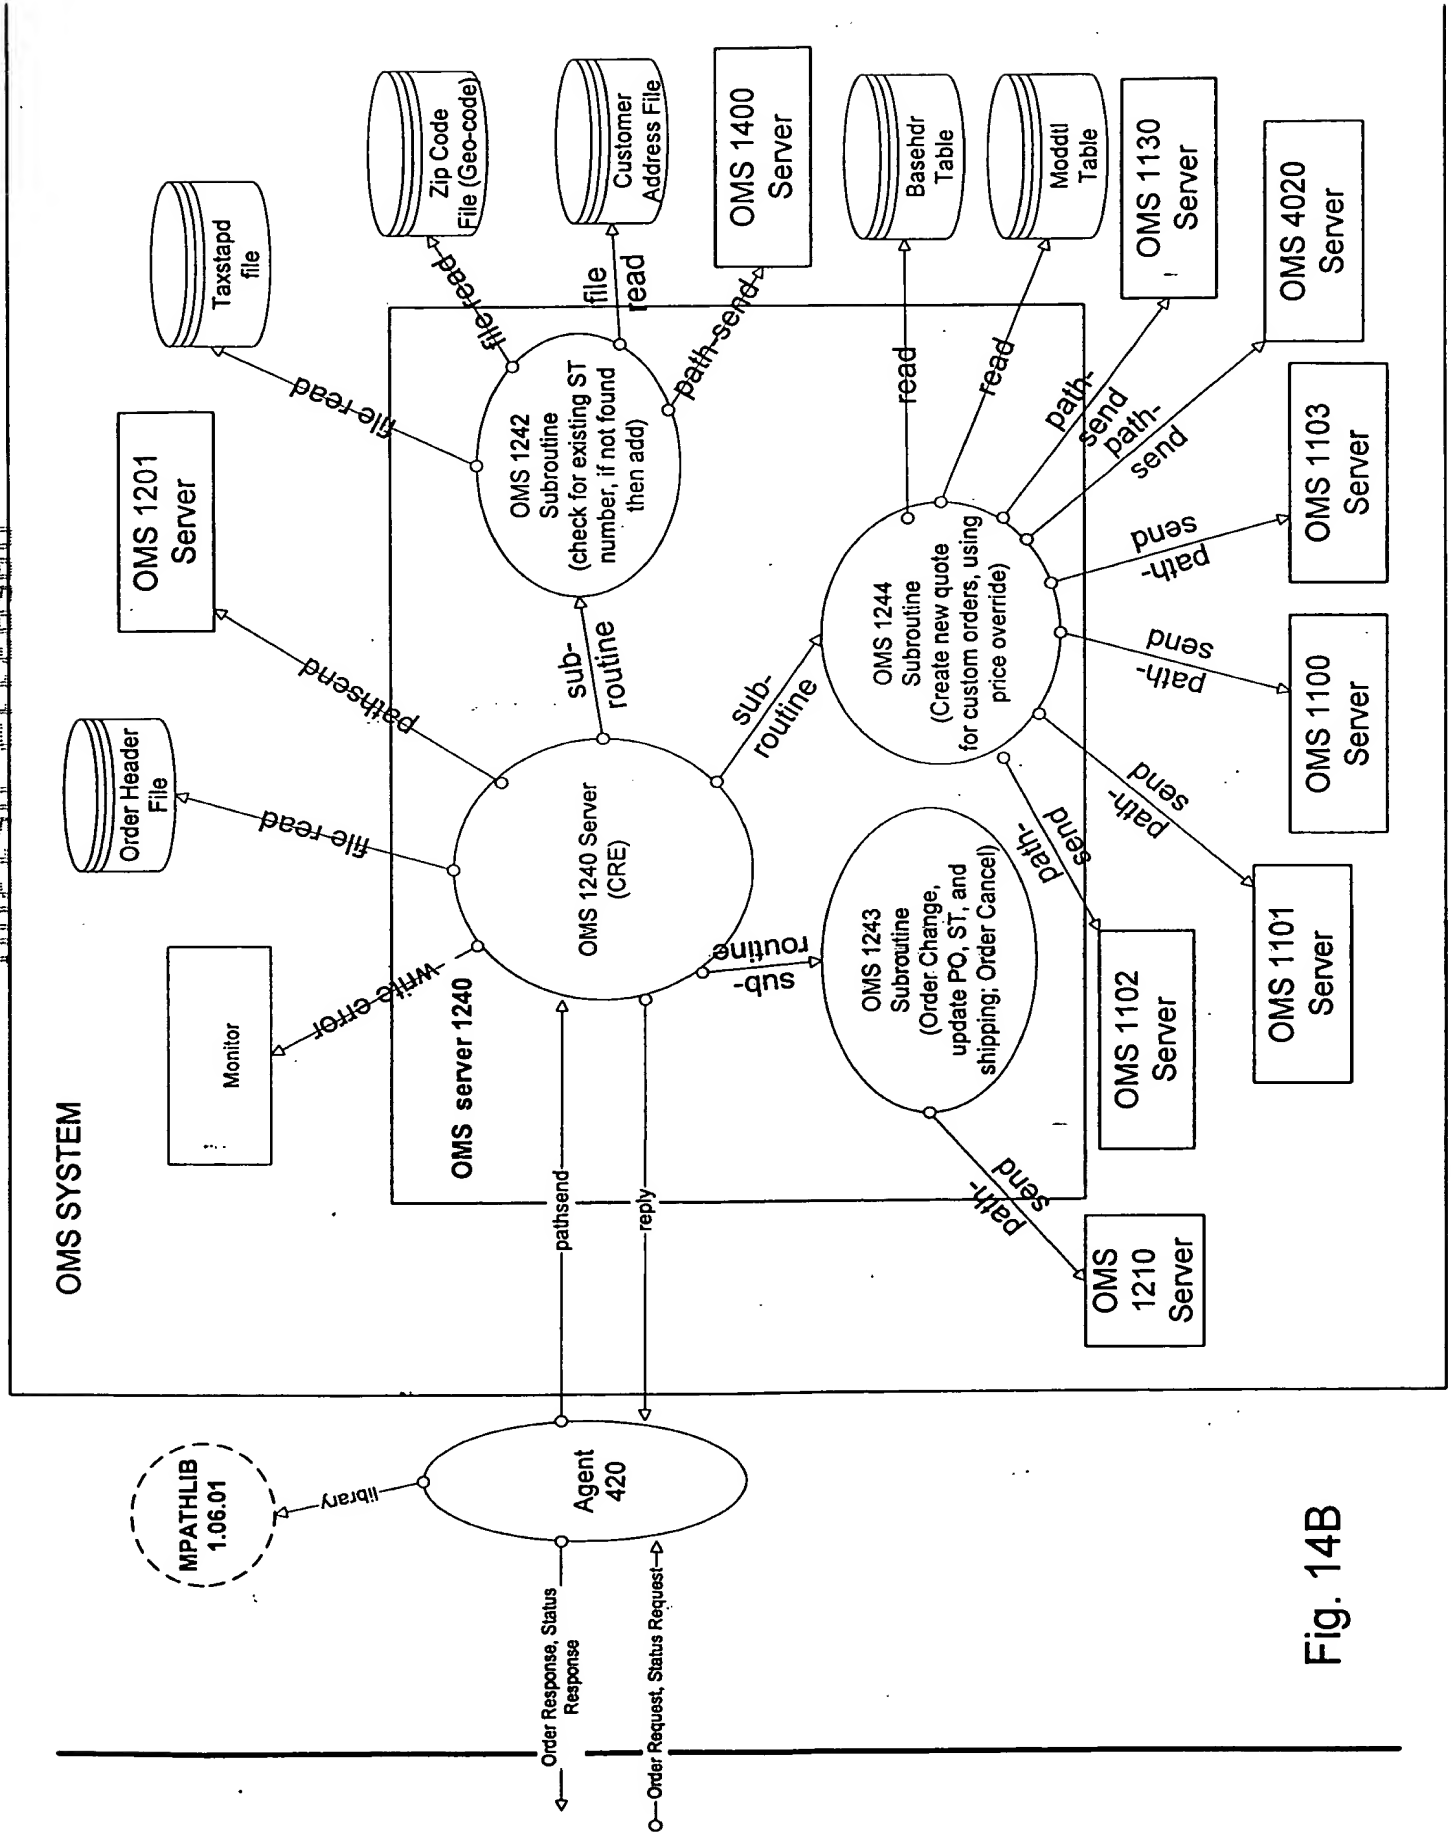 OMS SYSTEM
Order Header
File
OMS 1201
Server
Taxstapd
file
Monitor
file read
pathsend
file read
Zip Code
File (Geo-code)
write error
file read
MPATHLIB
1.06.01
library
OMS server 1240
OMS 1242
Subroutine
(check for existing ST
number, if not found
then add)
file
read
Customer
Address File
OMS 1240 Server
(CRE)
sub-
routine
path-send
OMS 1400
Server
Order Response, Status
Response
Agent
420
pathsend
reply
Order Request, Status Request
sub-
routine
sub-
routine
OMS 1243
Subroutine
(Order Change,
update PO, ST, and
shipping; Order Cancel)
OMS 1244
Subroutine
(Create new quote
for custom orders, using
price override)
read
Basehdr
Table
read
Moddtl
Table
path-
send
path-
send
path-
send
path-
send
path-
send
path-
send
path-
send
OMS
1210
Server
OMS 1102
Server
OMS 1130
Server
OMS 1101
Server
OMS 1100
Server
OMS 1103
Server
OMS 4020
Server
Fig. 14B